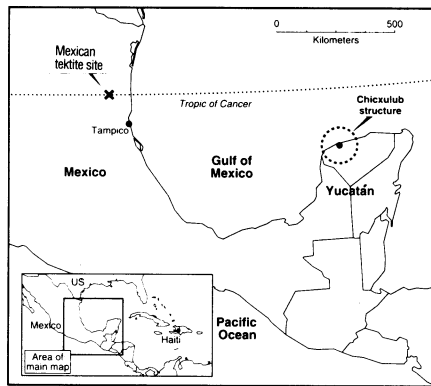 0
500
Kilometers
Mexican
tektite site
Tropic of Cancer
Chicxulub
structure
Tampico
Gulf of
Mexico
Mexico
Yucatán
US
Mexico
Haiti
Area of
main map
Pacific
Ocean